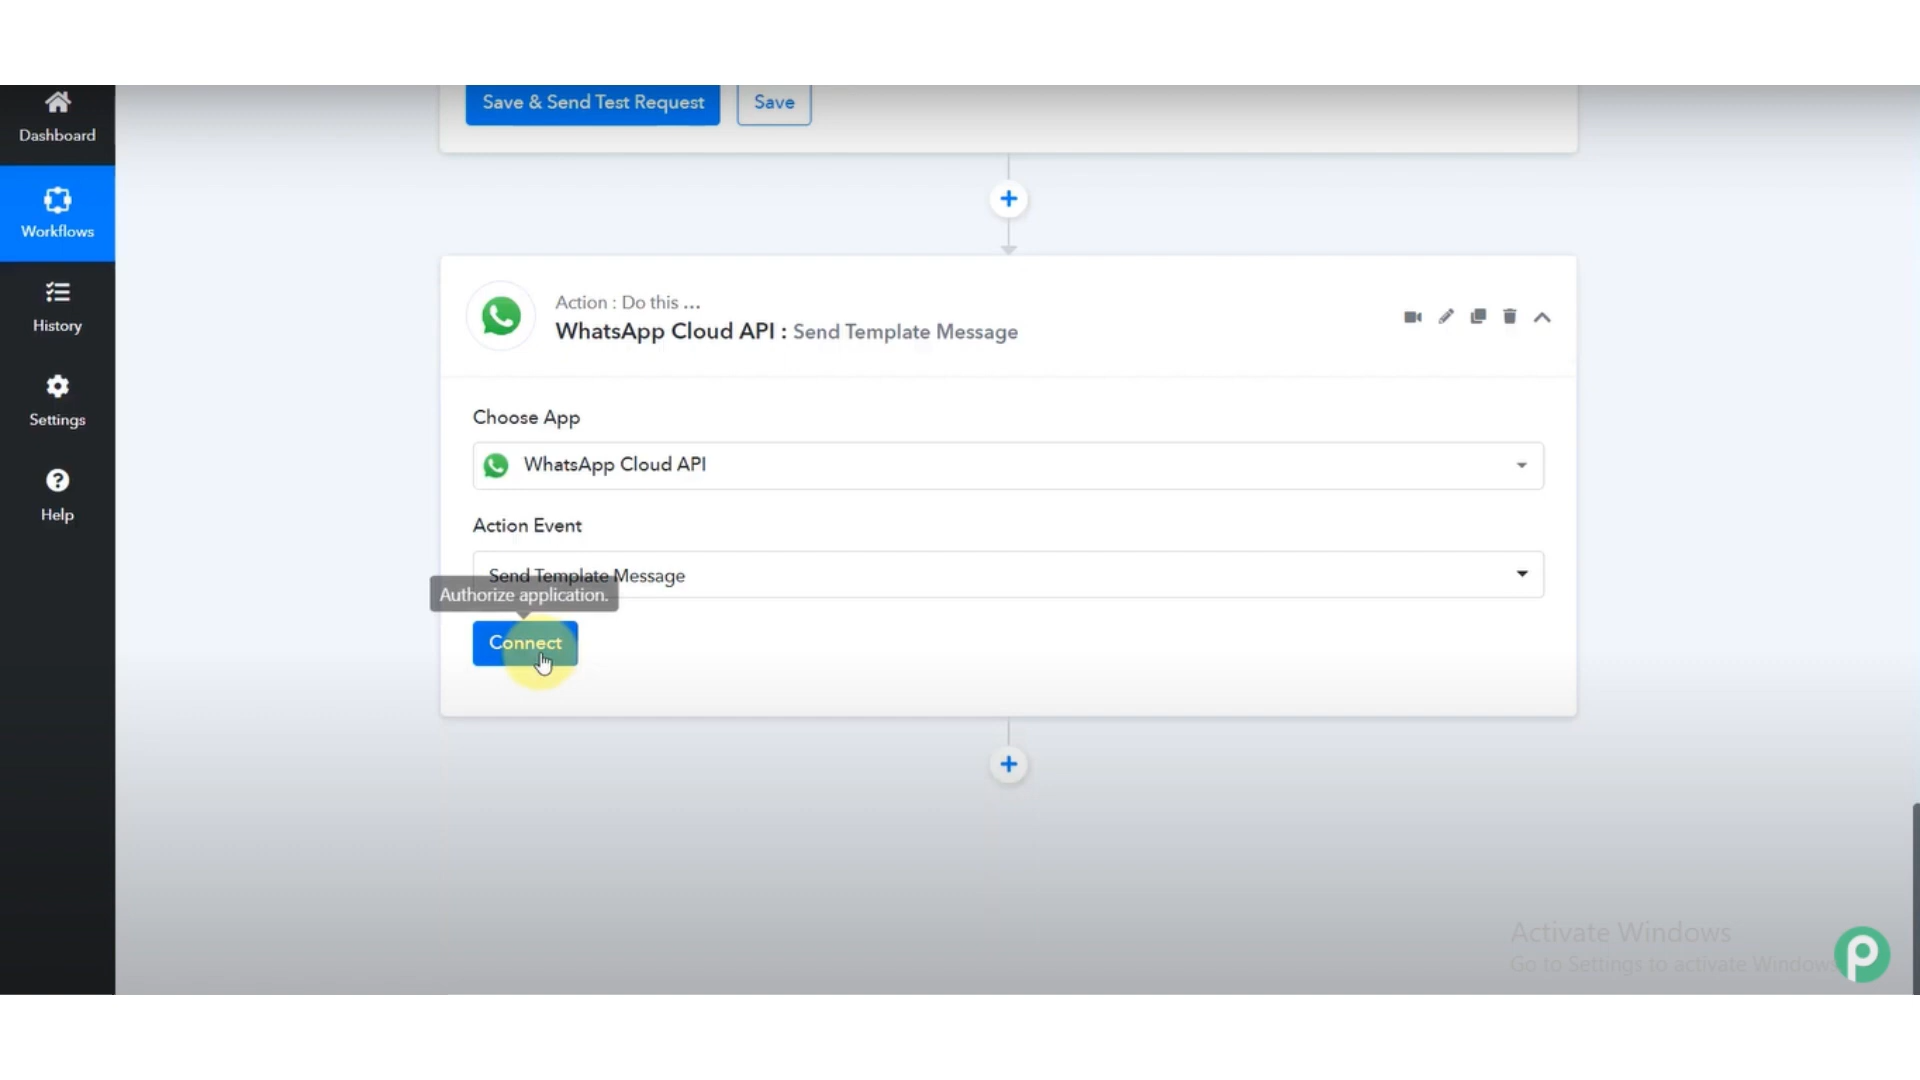 Save & Send Test Request
Save
Dashboard
Workflows
History
Settings
Help
Action : Do this ...
WhatsApp Cloud API : Send Template Message
Choose App
WhatsApp Cloud API
Action Event
Send Template Message
Authorize application.
Connect
Activate Windows
Go to Settings to activate Windows